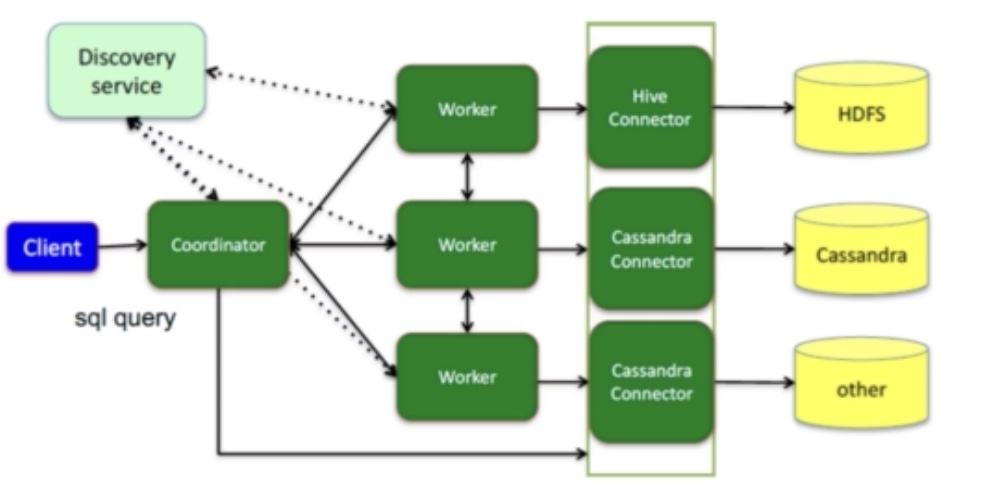 Discovery
service
Worker
Hive
Connector
HDFS
Client
Coordinator
Worker
Cassandra
Connector
Cassandra
sql query
Worker
Cassandra
Connector
other